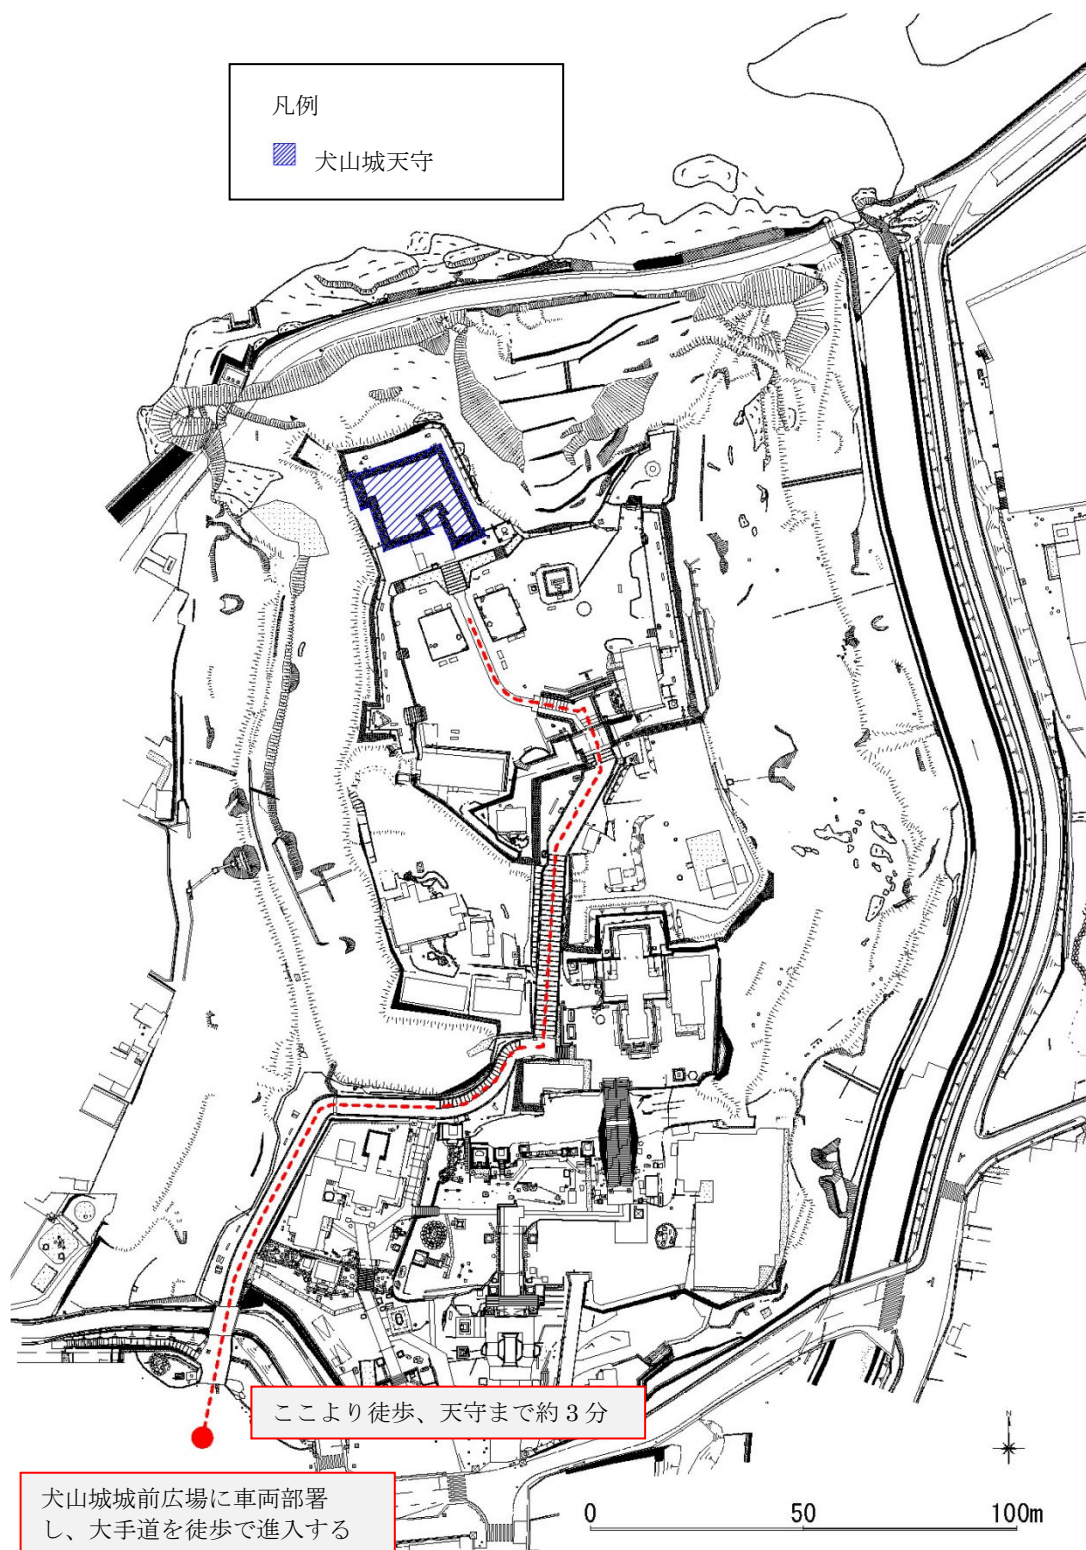 凡例
犬山城天守
ここより徒歩、天守まで約3分
犬山城城前広場に車両部署
し、大手道を徒歩で進入する
N
0 50 100m